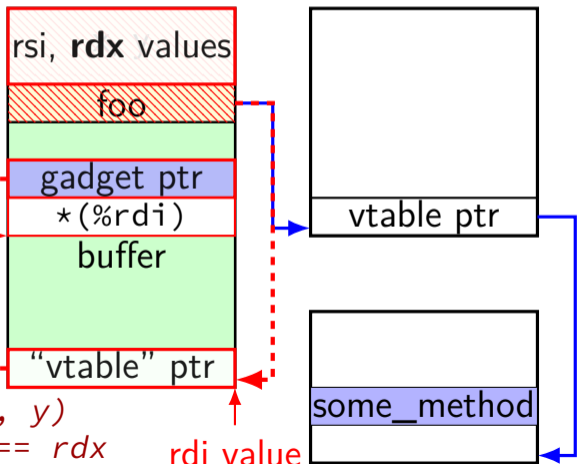 rsi, rdx values
foo
gadget ptr
*(%rdi)
buffer
“vtable” ptr
, y)
== rdx
rdi value
vtable ptr
some_method